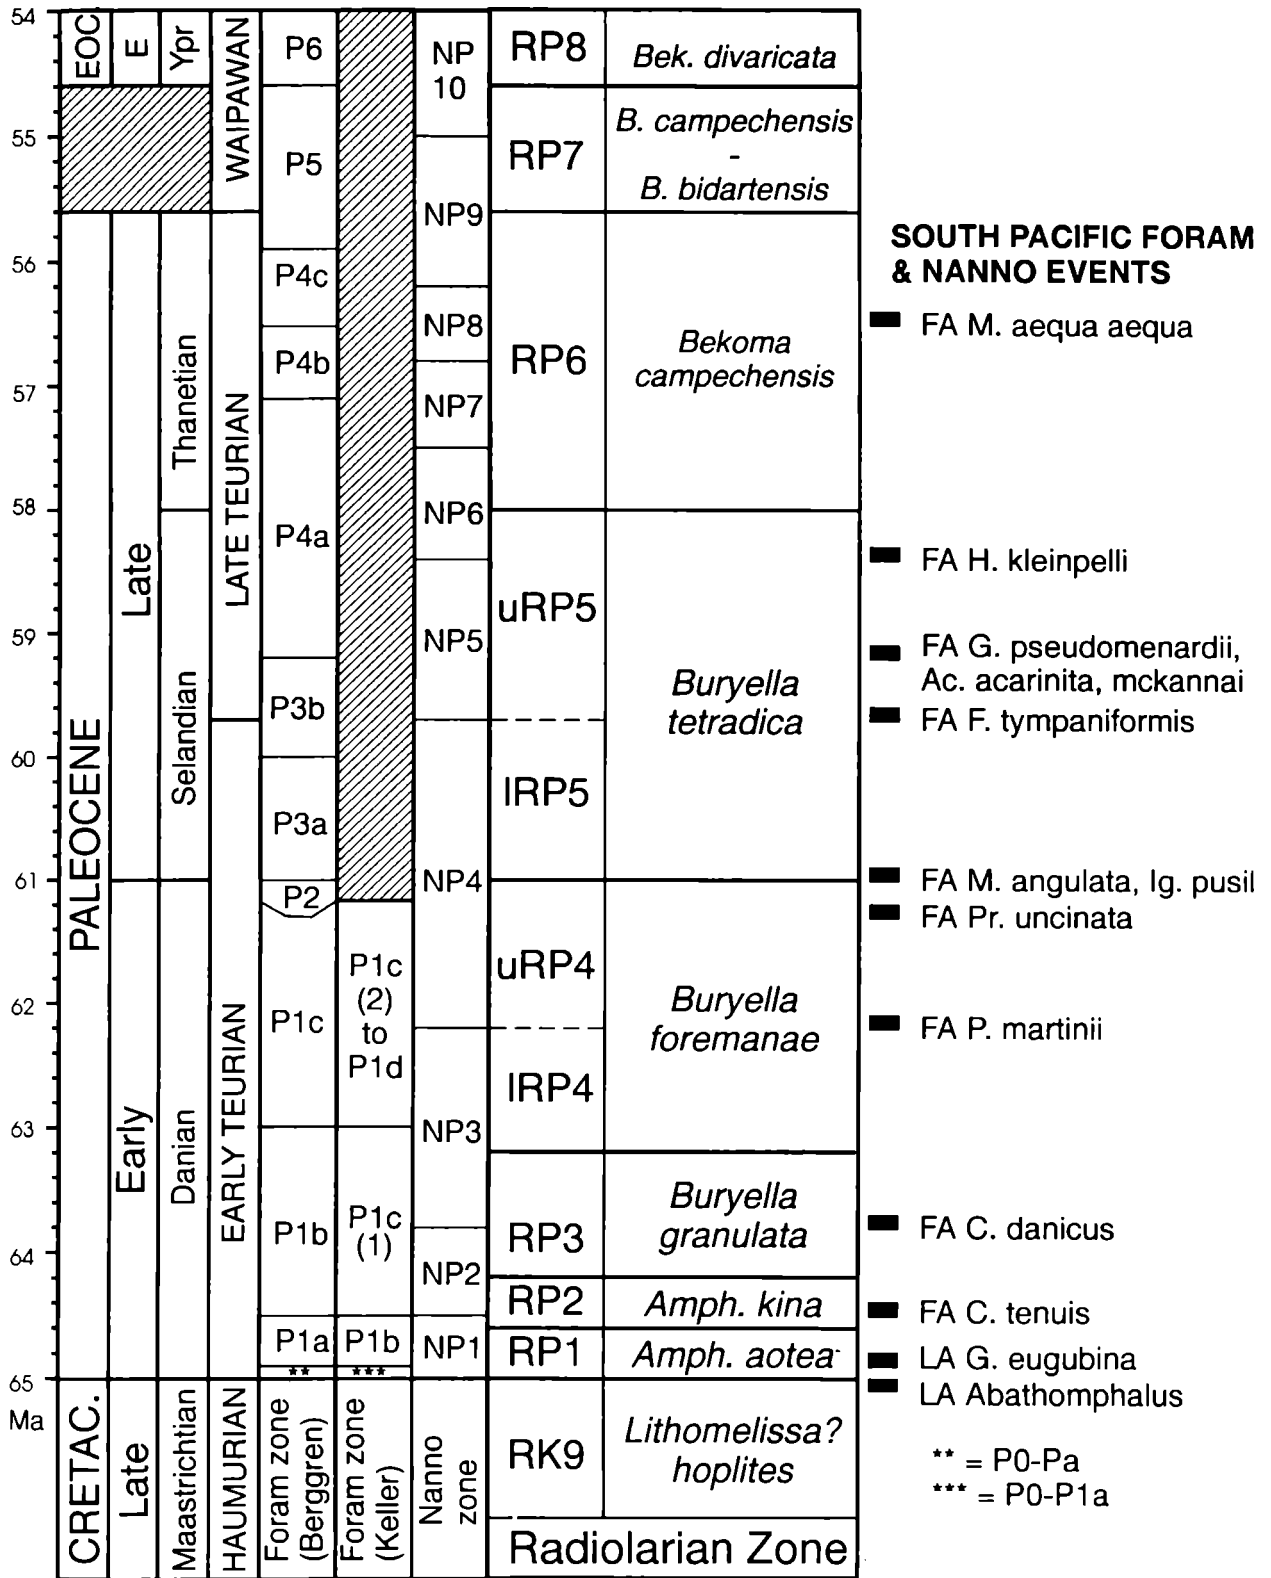 54
55
56
57
58
59
60
61
62
63
64
65
Ma
EOC
PALEOCENE
CRETAC.
E
Late
Early
Late
Ypr
Thanetian
Selandian
Danian
Maastrichtian
WAIPAWAN
LATE TEURIAN
EARLY TEURIAN
HAUMURIAN
P6
P5
P4c
P4b
P4a
P3b
P3a
P2
P1c
P1b
P1a
**
Foram zone
(Berggren)
P1c
(2)
to
P1d
P1c
(1)
P1b
***
Foram zone
(Keller)
NP
10
NP9
NP8
NP7
NP6
NP5
NP4
NP3
NP2
NP1
Nanno
zone
RP8
RP7
RP6
uRP5
lRP5
uRP4
lRP4
RP3
RP2
RP1
RK9
Bek. divaricata
B. campechensis
-
B. bidartensis
Bekoma
campechensis
Buryella
tetradica
Buryella
foremanae
Buryella
granulata
Amph. kina
Amph. aotea
Lithomelissa?
hoplites
Radiolarian Zone
SOUTH PACIFIC FORAM
& NANNO EVENTS
FA M. aequa aequa
FA H. kleinpelli
FA G. pseudomenardii,
Ac. acarinita, mckannai
FA F. tympaniformis
FA M. angulata, Ig. pusil
FA Pr. uncinata
FA P. martinii
FA C. danicus
FA C. tenuis
LA G. eugubina
LA Abathomphalus
** = P0-Pa
*** = P0-P1a